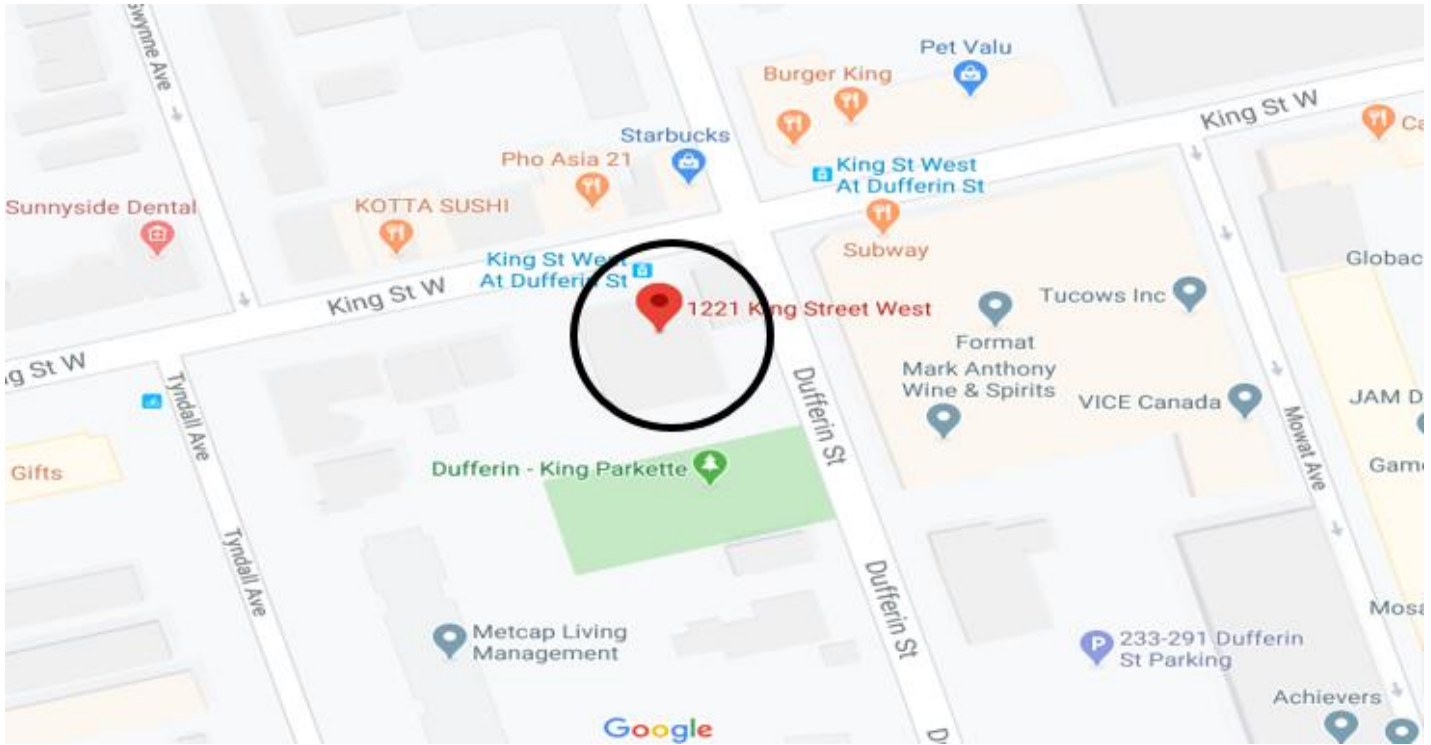 Gwynne Ave
Pet Valu
Burger King
King St W
Starbucks
Pho Asia 21
King St West
At Dufferin St
Sunnyside Dental
KOTTA SUSHI
Subway
King St West
At Dufferin St
King St W
1221 King Street West
Tucows Inc
Format
Mark Anthony
Wine & Spirits
VICE Canada
St W
Tyndall Ave
Dufferin St
Mowat Ave
JAM D
Gifts
Dufferin - King Parkette
Tyndall Ave
Dufferin St
Metcap Living
Management
P
233-291 Dufferin
St Parking
Achievers
Google